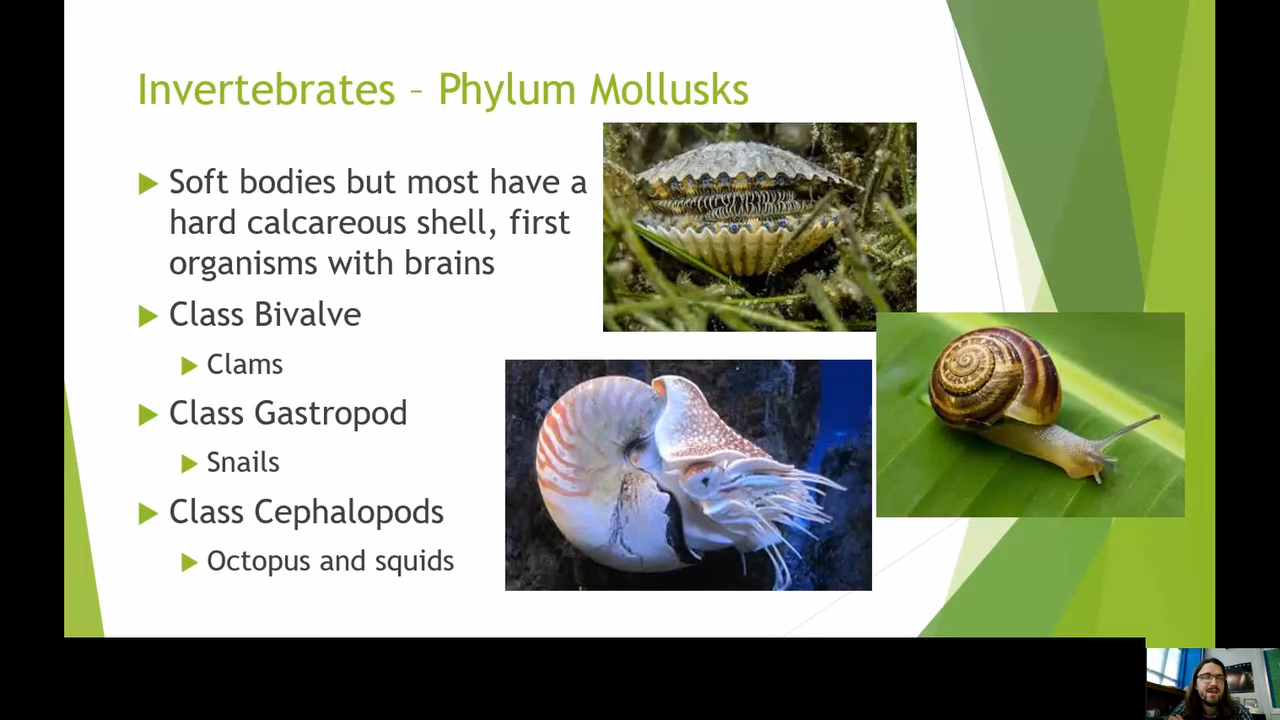 Invertebrates – Phylum Mollusks
Soft bodies but most have a
hard calcareous shell, first
organisms with brains
Class Bivalve
Clams
Class Gastropod
Snails
Class Cephalopods
Octopus and squids